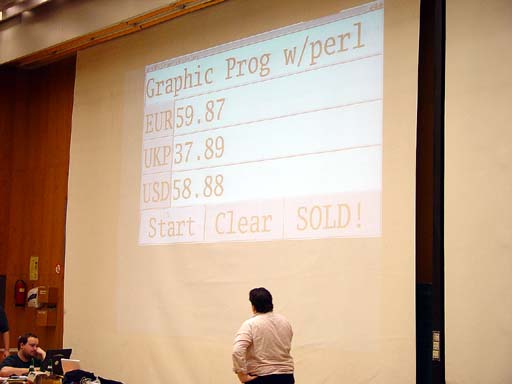 Graphic Prog w/perl
EUR 59.87
UKP 37.89
USD 58.88
Start Clear SOLD!